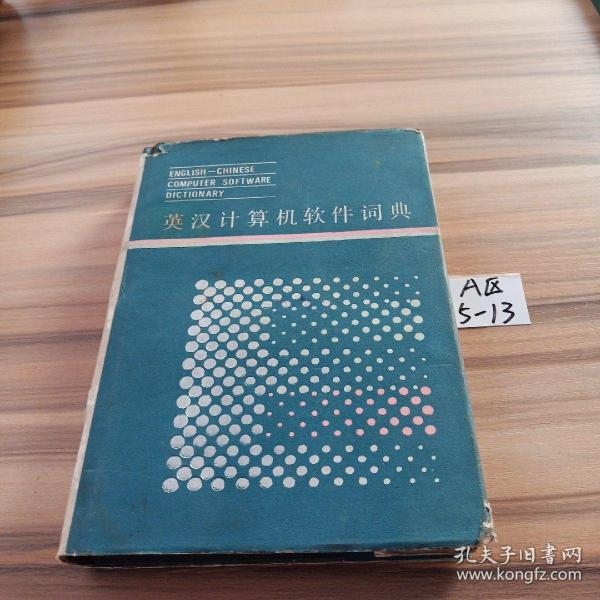 ENGLISH—CHINESE
COMPUTER SOFTWARE
DICTIONARY
英汉计算机软件词典
A区
5-13
孔夫子旧书网
www.kongfz.com